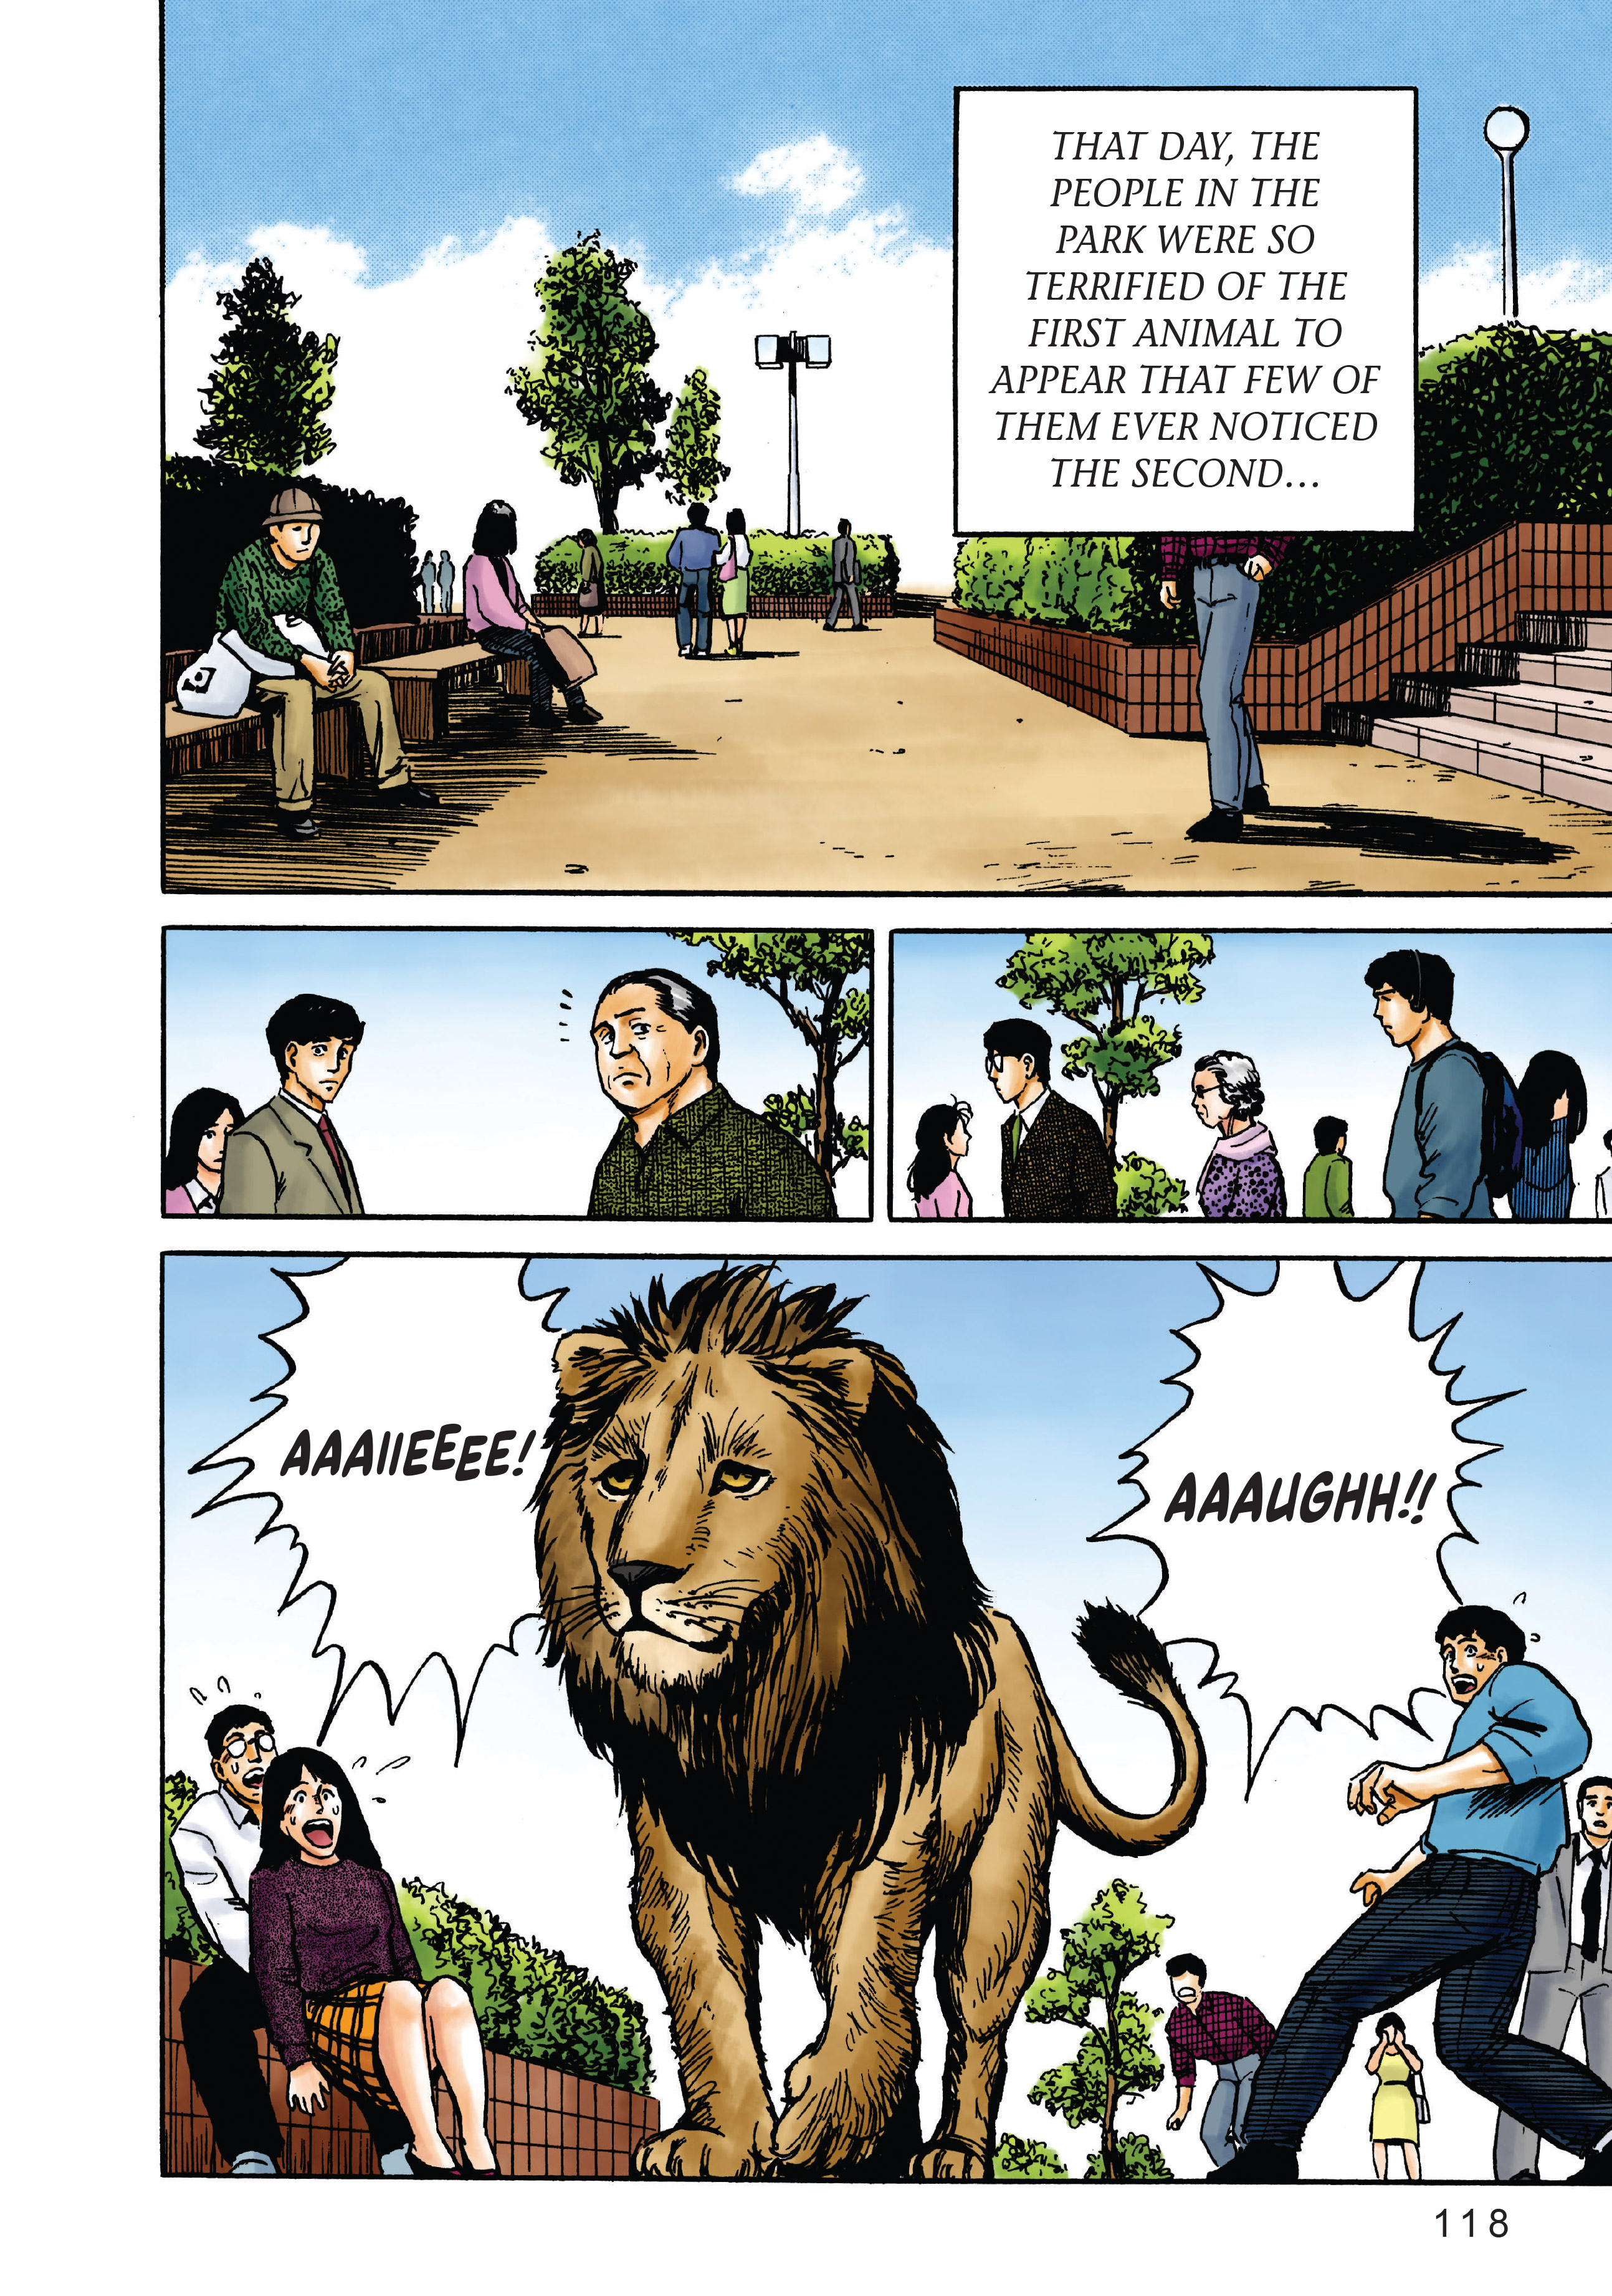 THAT DAY, THE
PEOPLE IN THE
PARK WERE SO
TERRIFIED OF THE
FIRST ANIMAL TO
APPEAR THAT FEW OF
THEM EVER NOTICED
THE SECOND...
AAAIIEEEE!
AAAUGHH!!
118